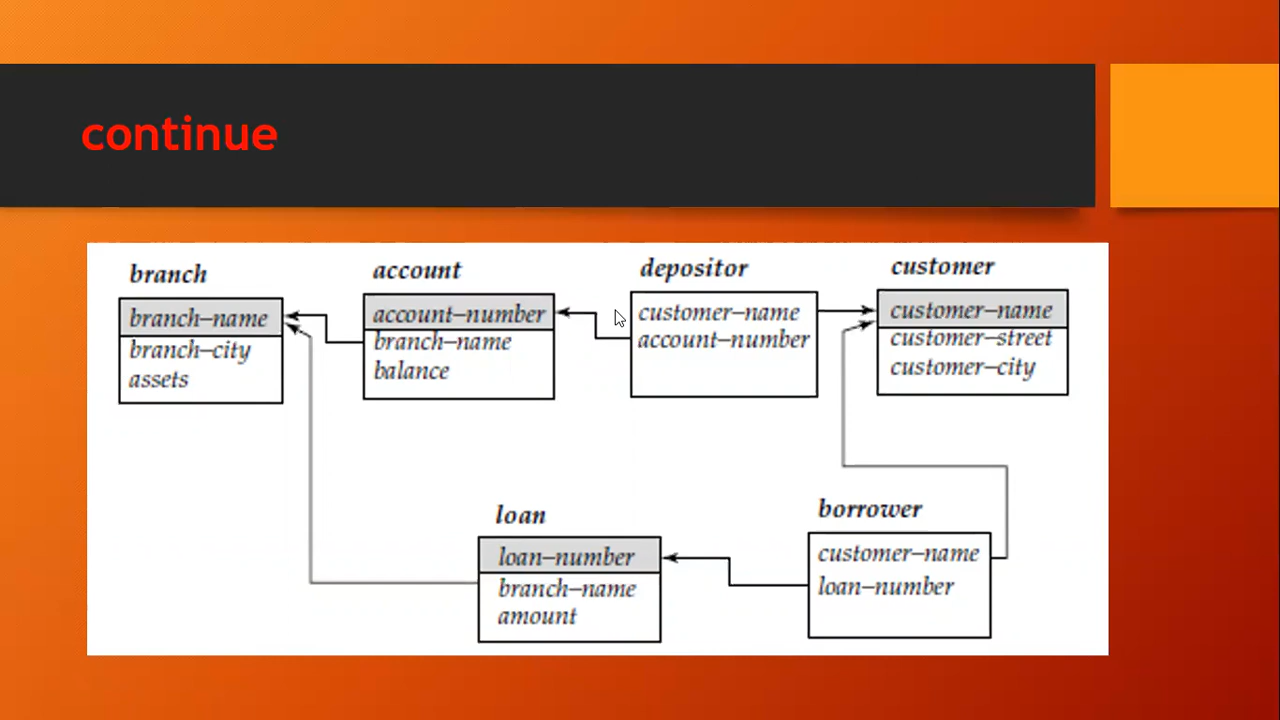 continue
branch
branch–name
branch–city
assets
account
account–number
branch–name
balance
depositor
customer–name
account–number
customer
customer–name
customer–street
customer–city
loan
loan–number
branch–name
amount
borrower
customer–name
loan–number